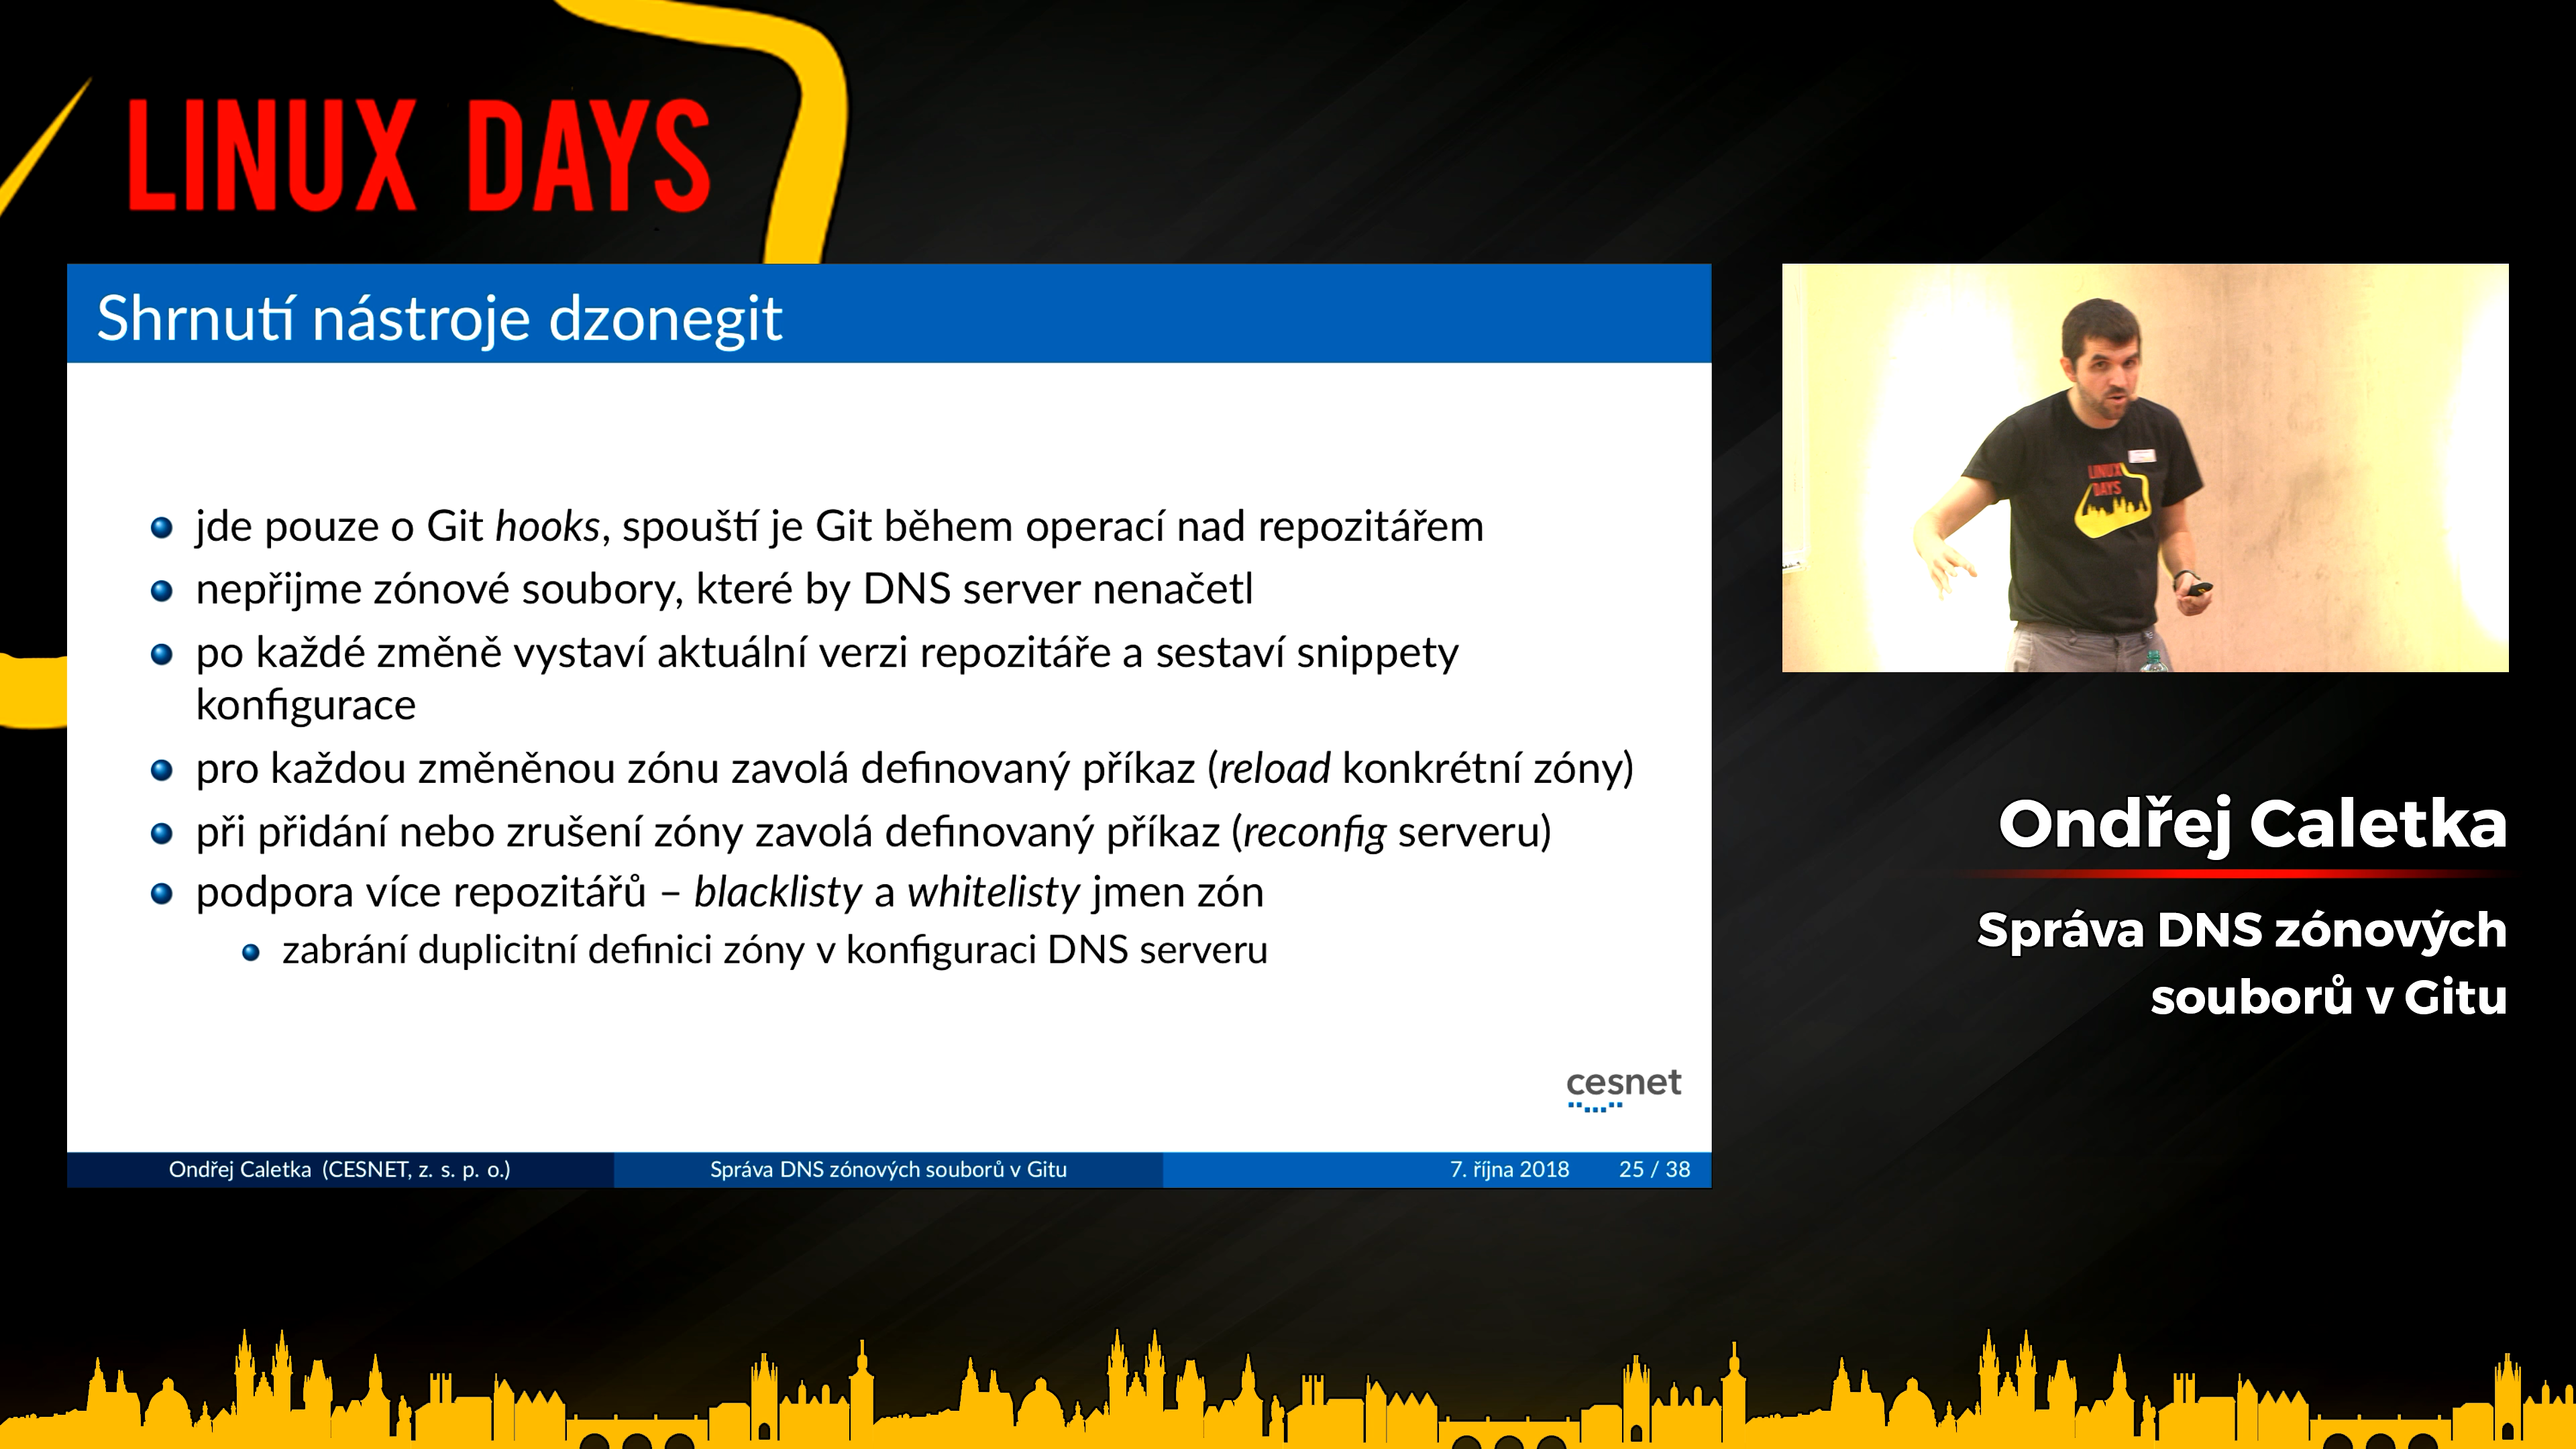 LINUX DAYS
Shrnutí nástroje dzonegit
jde pouze o Git hooks, spouští je Git během operací nad repozitářem
nepřijme zónové soubory, které by DNS server nenačetl
po každé změně vystaví aktuální verzi repozitáře a sestaví snippety
konfigurace
pro každou změněnou zónu zavolá definovaný příkaz (reload konkrétní zóny)
při přidání nebo zrušení zóny zavolá definovaný příkaz (reconfig serveru)
podpora více repozitářů – blacklisty a whitelisty jmen zón
zabrání duplicitní definici zóny v konfiguraci DNS serveru
cesnet
Ondřej Caletka (CESNET, z. s. p. o.)
Správa DNS zónových souborů v Gitu
7. října 2018
25 / 38
LINUX
DAYS
Ondřej Caletka
Správa DNS zónových
souborů v Gitu